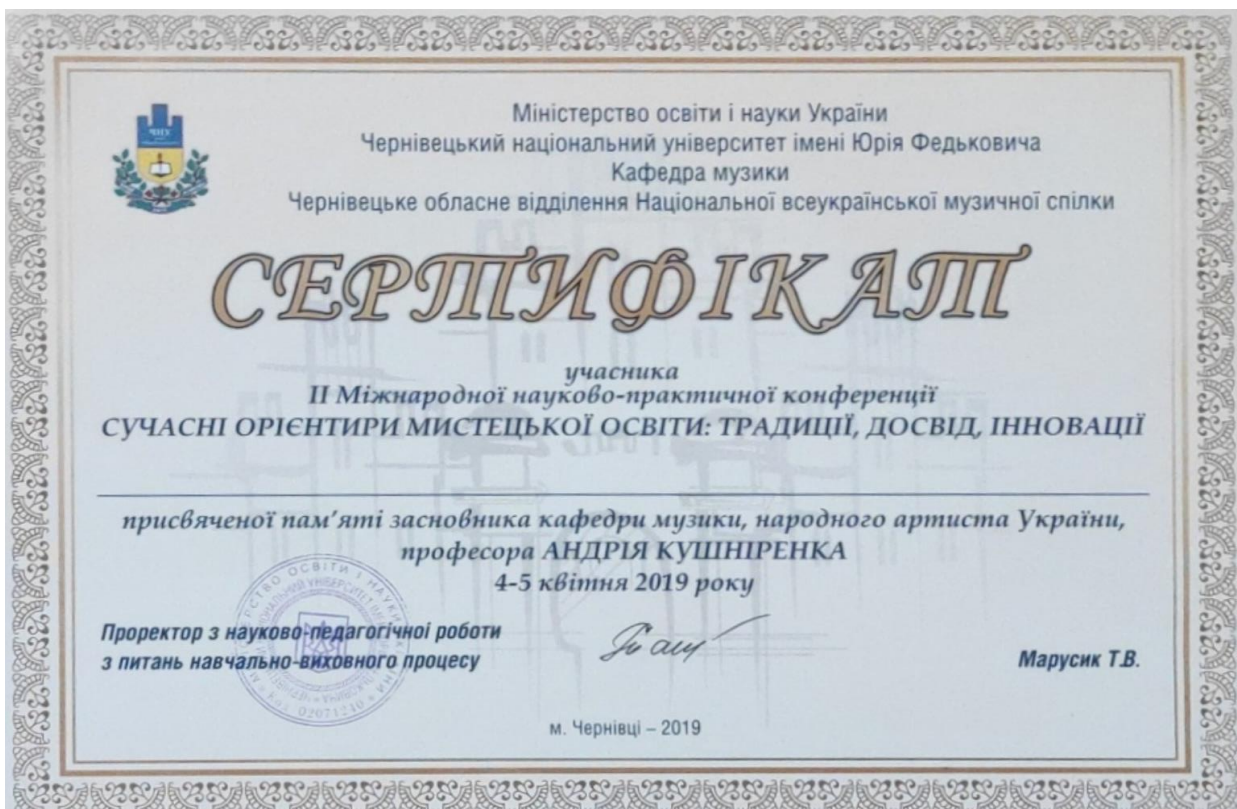 ЧНУ
Міністерство освіти і науки України
Чернівецький національний університет імені Юрія Федьковича
Кафедра музики
Чернівецьке обласне відділення Національної всеукраїнської музичної спілки
СЕРТИФІКАТ
учасника
ІІ Міжнародної науково-практичної конференції
СУЧАСНІ ОРІЄНТИРИ МИСТЕЦЬКОЇ ОСВІТИ: ТРАДИЦІЇ, ДОСВІД, ІННОВАЦІЇ
присвяченої пам’яті засновника кафедри музики, народного артиста України,
професора АНДРІЯ КУШНІРЕНКА
4-5 квітня 2019 року
Проректор з науково-педагогічної роботи
з питань навчально-виховного процесу
Марусик Т.В.
02071240
м. Чернівці – 2019